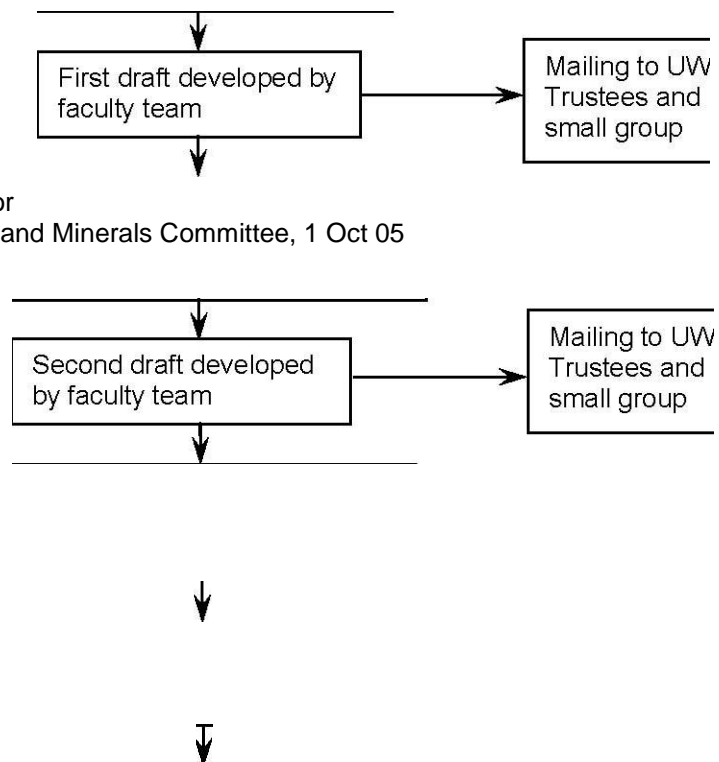 First draft developed by
faculty team
Mailing to UW
Trustees and
small group
or
and Minerals Committee, 1 Oct 05
Second draft developed
by faculty team
Mailing to UW
Trustees and
small group